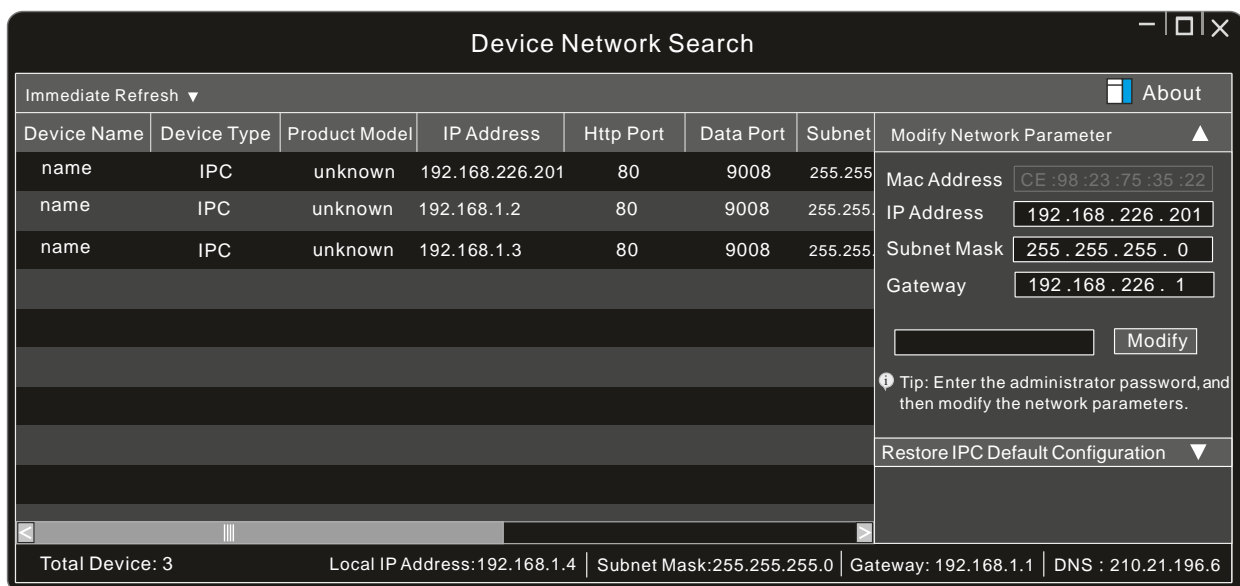 Device Network Search
Immediate Refresh ▼
About
Device Name Device Type Product Model IP Address Http Port Data Port Subnet
name IPC unknown 192.168.226.201 80 9008 255.255
name IPC unknown 192.168.1.2 80 9008 255.255.
name IPC unknown 192.168.1.3 80 9008 255.255.
Modify Network Parameter ▲
Mac Address CE :98 :23 :75 :35 :22
IP Address 192 .168 . 226 . 201
Subnet Mask 255 . 255 . 255 . 0
Gateway 192 .168 . 226 . 1
Modify
Tip: Enter the administrator password, and
then modify the network parameters.
Restore IPC Default Configuration ▼
Total Device: 3 Local IP Address:192.168.1.4 Subnet Mask:255.255.255.0 Gateway: 192.168.1.1 DNS : 210.21.196.6